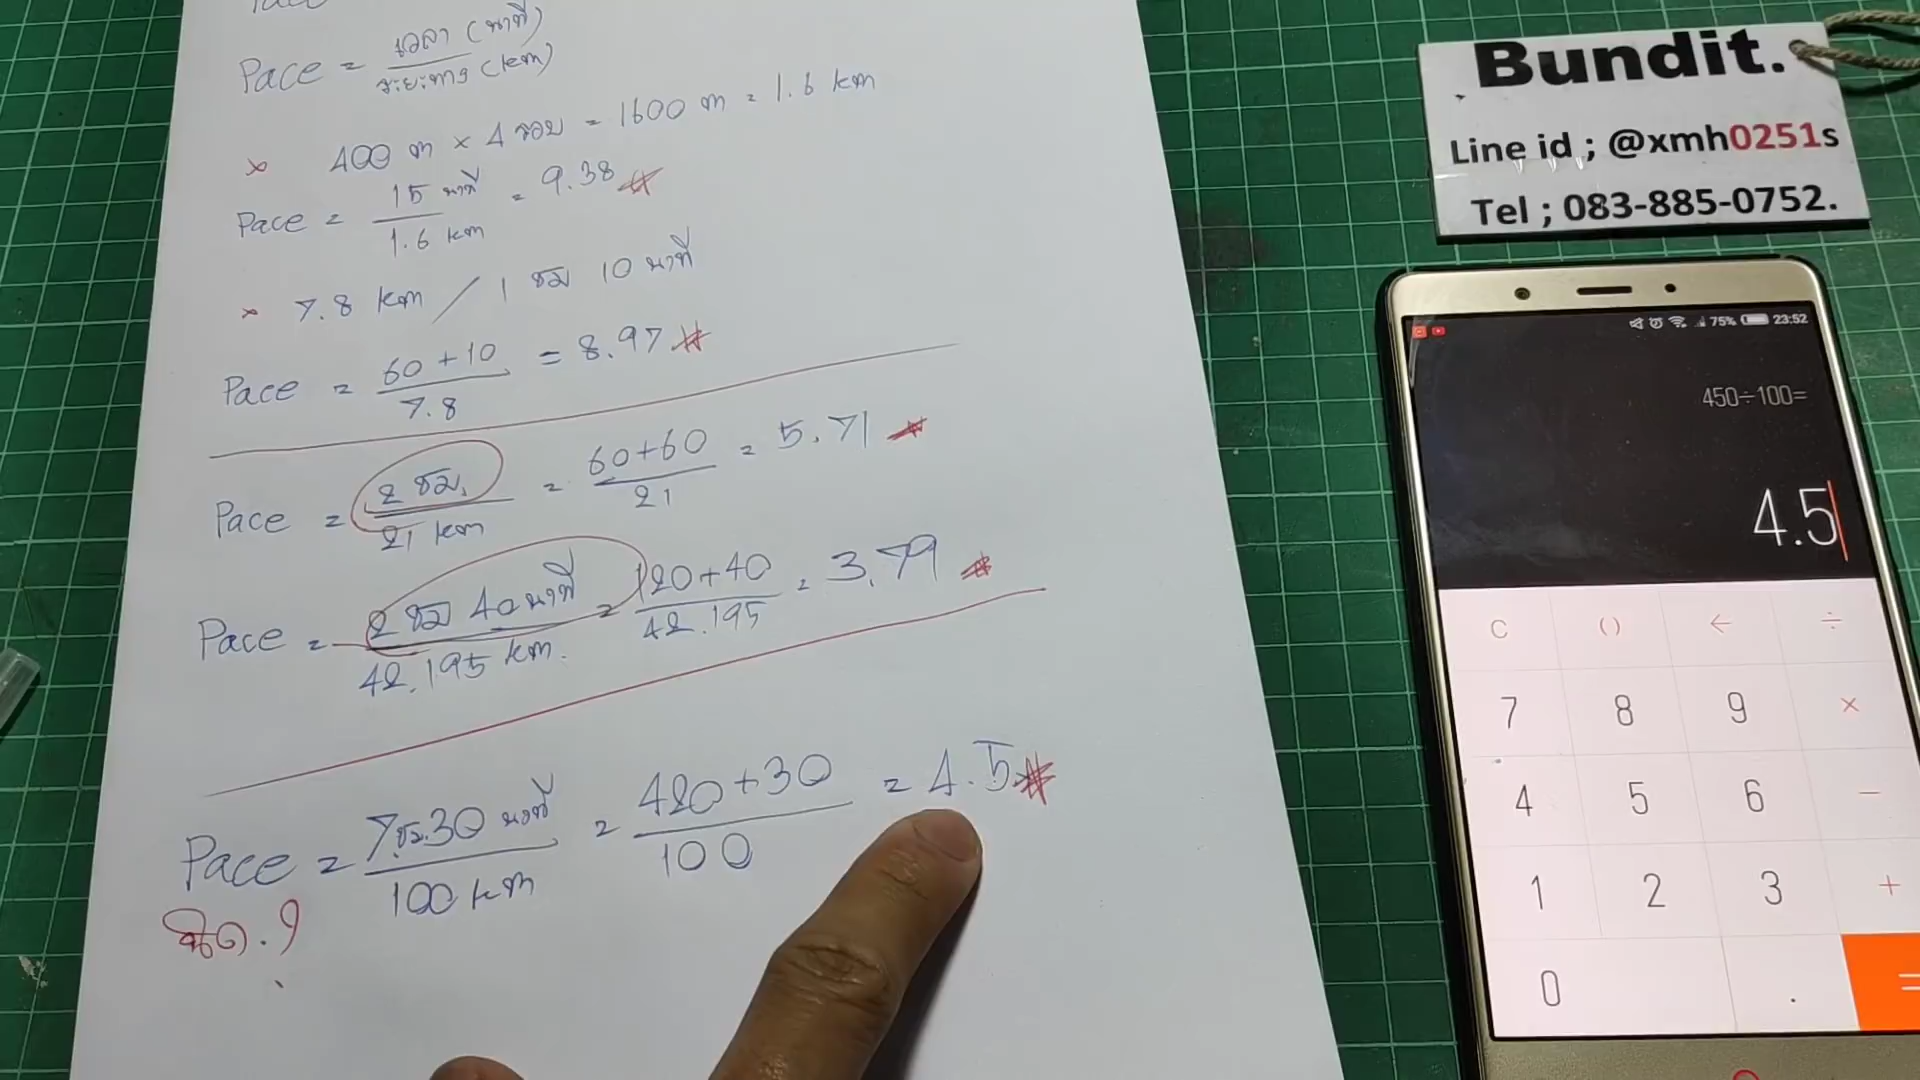 Pace = เวลา (นาที)
ระยะทาง (km)
× 400 m × 4 รอบ = 1600 m = 1.6 km
Pace = 15 นาที = 9.38 #
1.6 km
× 7.8 km / 1 ชม 10 นาที
Pace = 60 + 10 = 8.97 #
7.8
Pace = 2 ชม. = 60+60 = 5.71 #
21 km 21
Pace = 2 ชม 40 นาที = 120+40 = 3.79 #
42.195 km. 42.195
Pace = 7 ชม. 30 นาที = 420+30 = 4.5 #
100 km 100
Bundit.
Line id ; @xmh0251s
Tel ; 083-885-0752.
75% 23:52
450÷100=
4.5
C () ← ÷
7 8 9 ×
4 5 6 −
1 2 3 +
0 . =